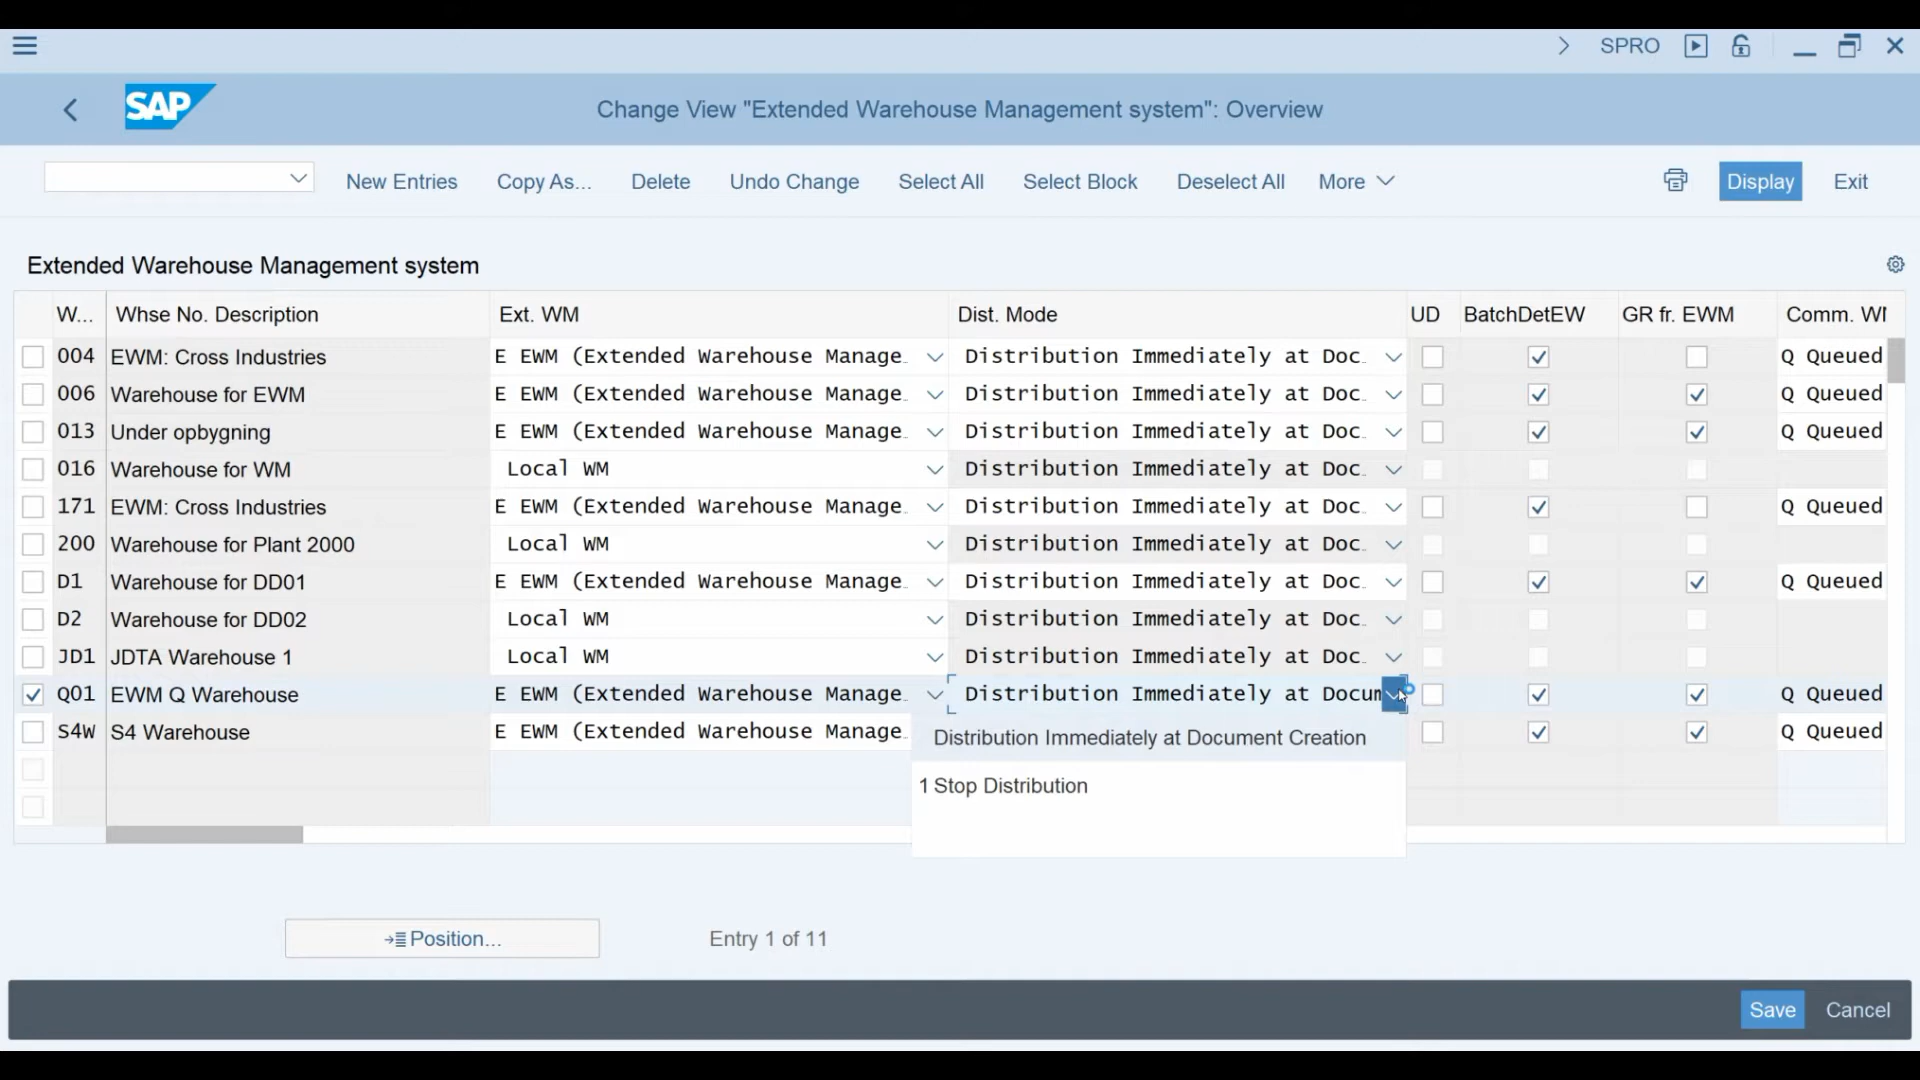 SPRO
SAP
Change View "Extended Warehouse Management system": Overview
New Entries Copy As... Delete Undo Change Select All Select Block Deselect All More Display Exit
Extended Warehouse Management system
W... Whse No. Description Ext. WM Dist. Mode UD BatchDetEW GR fr. EWM Comm. WM
004 EWM: Cross Industries E EWM (Extended Warehouse Manage… Distribution Immediately at Doc… Q Queued
006 Warehouse for EWM E EWM (Extended Warehouse Manage… Distribution Immediately at Doc… Q Queued
013 Under opbygning E EWM (Extended Warehouse Manage… Distribution Immediately at Doc… Q Queued
016 Warehouse for WM Local WM Distribution Immediately at Doc…
171 EWM: Cross Industries E EWM (Extended Warehouse Manage… Distribution Immediately at Doc… Q Queued
200 Warehouse for Plant 2000 Local WM Distribution Immediately at Doc…
D1 Warehouse for DD01 E EWM (Extended Warehouse Manage… Distribution Immediately at Doc… Q Queued
D2 Warehouse for DD02 Local WM Distribution Immediately at Doc…
JD1 JDTA Warehouse 1 Local WM Distribution Immediately at Doc…
Q01 EWM Q Warehouse E EWM (Extended Warehouse Manage… Distribution Immediately at Docum Q Queued
S4W S4 Warehouse E EWM (Extended Warehouse Manage… Q Queued
Distribution Immediately at Document Creation
1 Stop Distribution
Position... Entry 1 of 11
Save Cancel